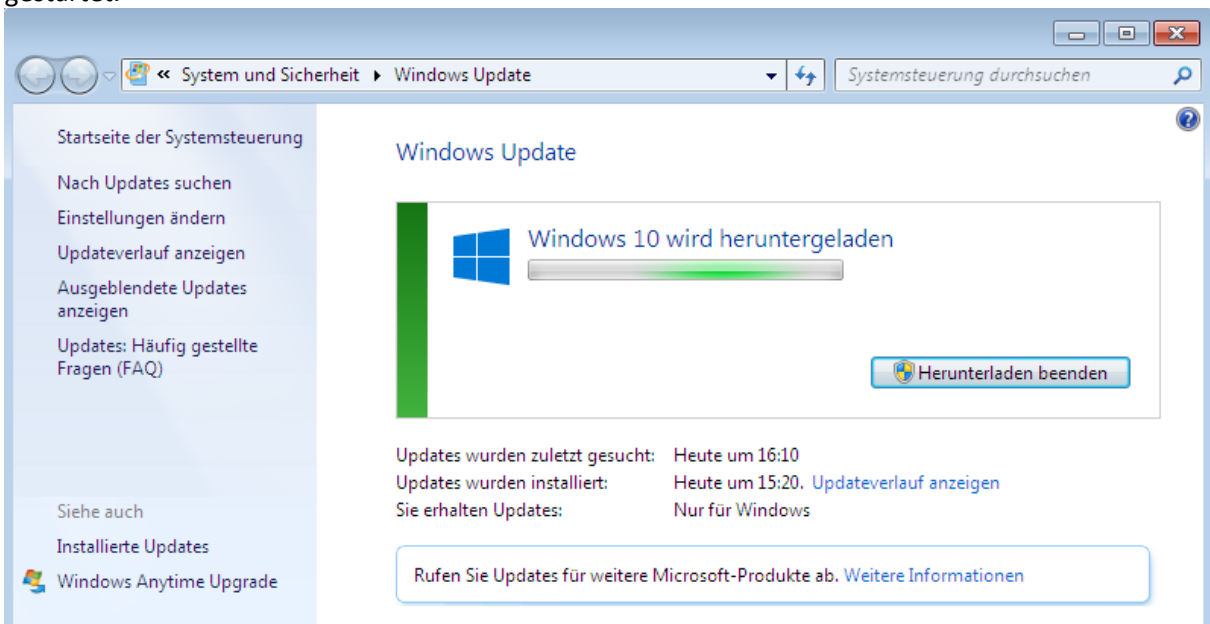 gestartet.
« System und Sicherheit ▸ Windows Update
Systemsteuerung durchsuchen
Startseite der Systemsteuerung
Nach Updates suchen
Einstellungen ändern
Updateverlauf anzeigen
Ausgeblendete Updates
anzeigen
Updates: Häufig gestellte
Fragen (FAQ)
Siehe auch
Installierte Updates
Windows Anytime Upgrade
Windows Update
Windows 10 wird heruntergeladen
Herunterladen beenden
Updates wurden zuletzt gesucht: Heute um 16:10
Updates wurden installiert: Heute um 15:20. Updateverlauf anzeigen
Sie erhalten Updates: Nur für Windows
Rufen Sie Updates für weitere Microsoft-Produkte ab. Weitere Informationen